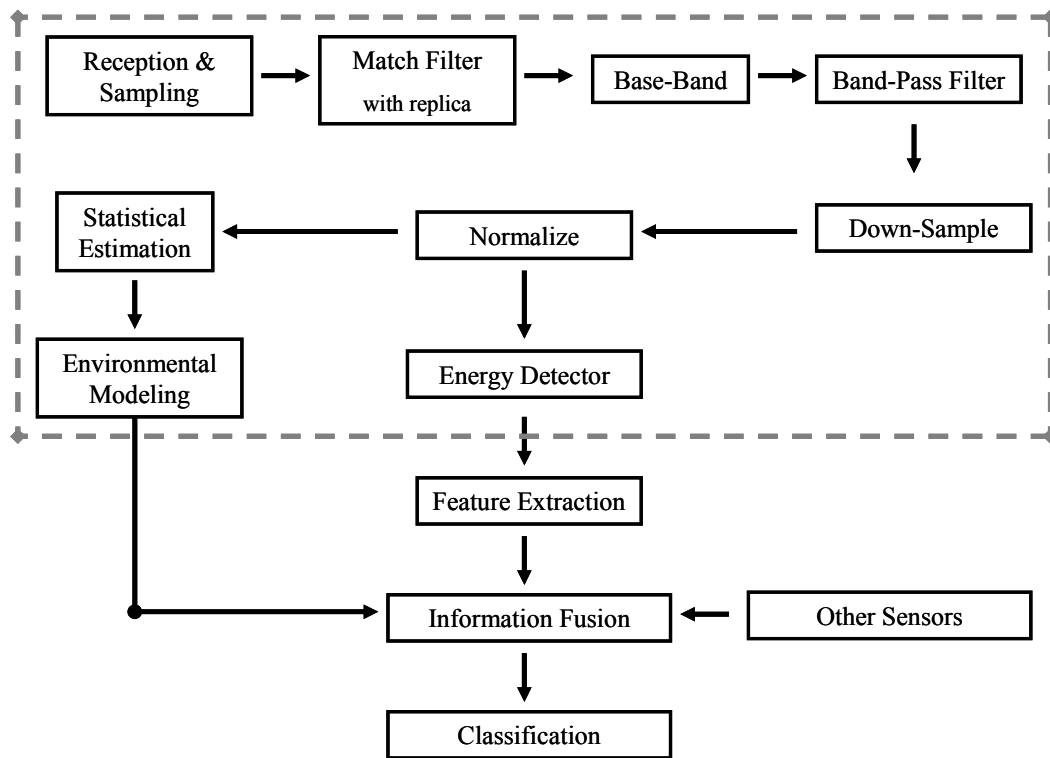 Reception &
Sampling
Match Filter
with replica
Base-Band
Band-Pass Filter
Statistical
Estimation
Normalize
Down-Sample
Environmental
Modeling
Energy Detector
Feature Extraction
Information Fusion
Other Sensors
Classification